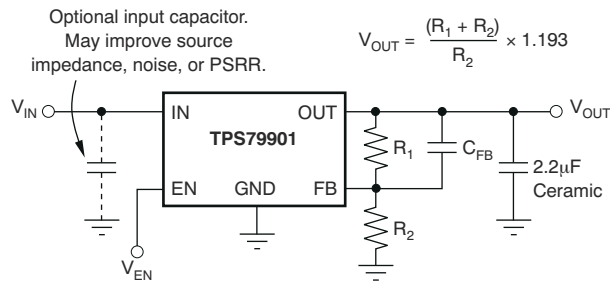 Optional input capacitor.
May improve source
impedance, noise, or PSRR.
V_OUT = (R_1 + R_2) / R_2 × 1.193
V_IN
IN
OUT
V_OUT
TPS79901
R_1
C_FB
2.2μF
Ceramic
EN
GND
FB
R_2
V_EN